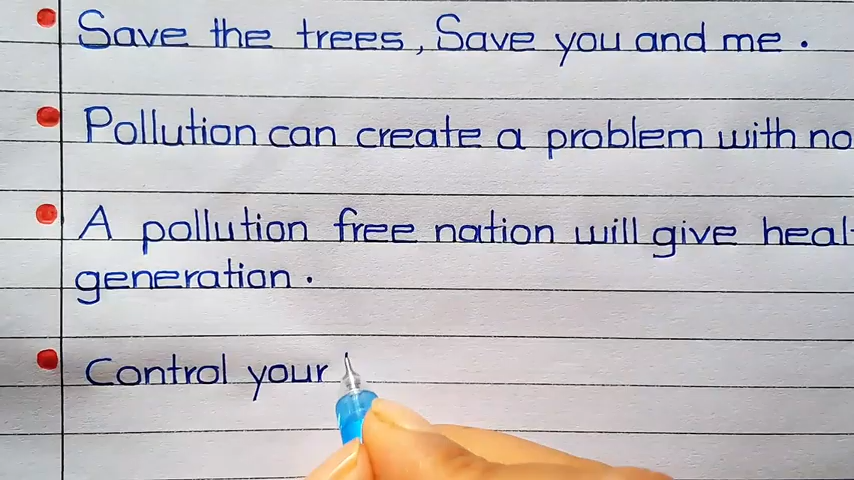 Save the trees, Save you and me.
Pollution can create a problem with no
A pollution free nation will give
generation.
Control your